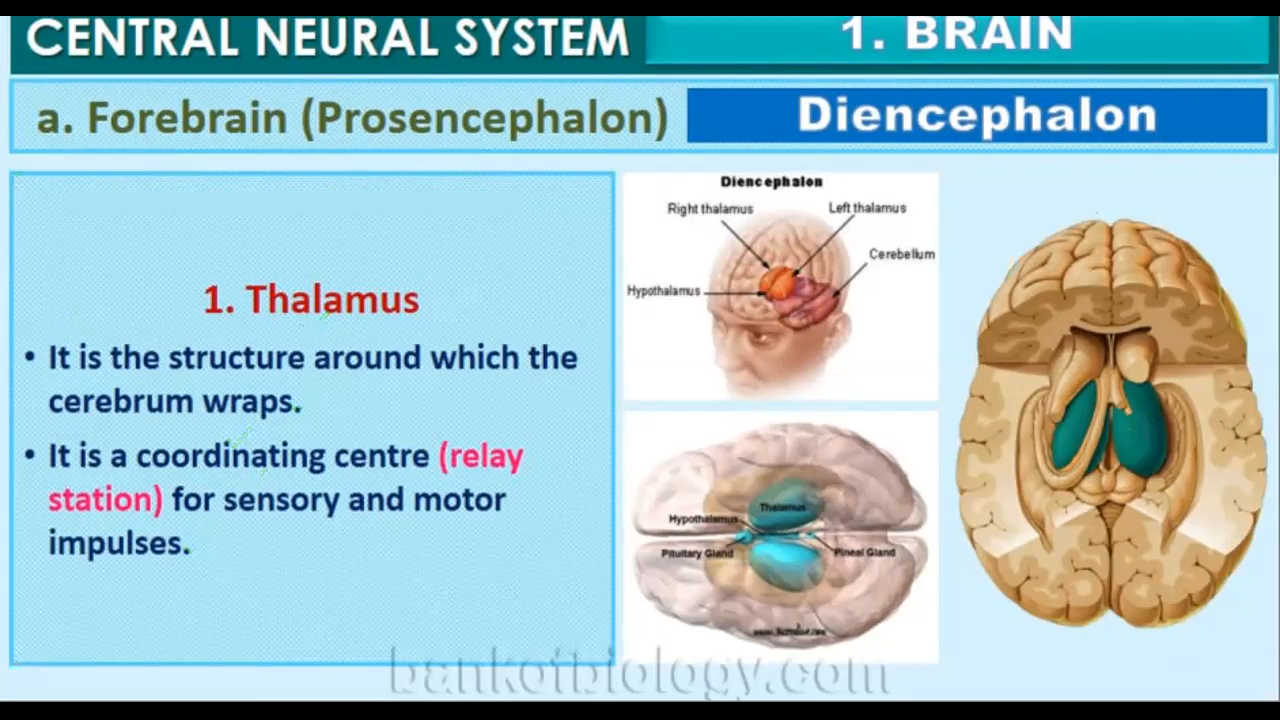 CENTRAL NEURAL SYSTEM
1. BRAIN
a. Forebrain (Prosencephalon)
Diencephalon
1. Thalamus
• It is the structure around which the
cerebrum wraps.
• It is a coordinating centre (relay
station) for sensory and motor
impulses.
Diencephalon
Right thalamus
Left thalamus
Cerebellum
Hypothalamus
Thalamus
Hypothalamus
Pituitary Gland
Pineal Gland
bankofbiology.com